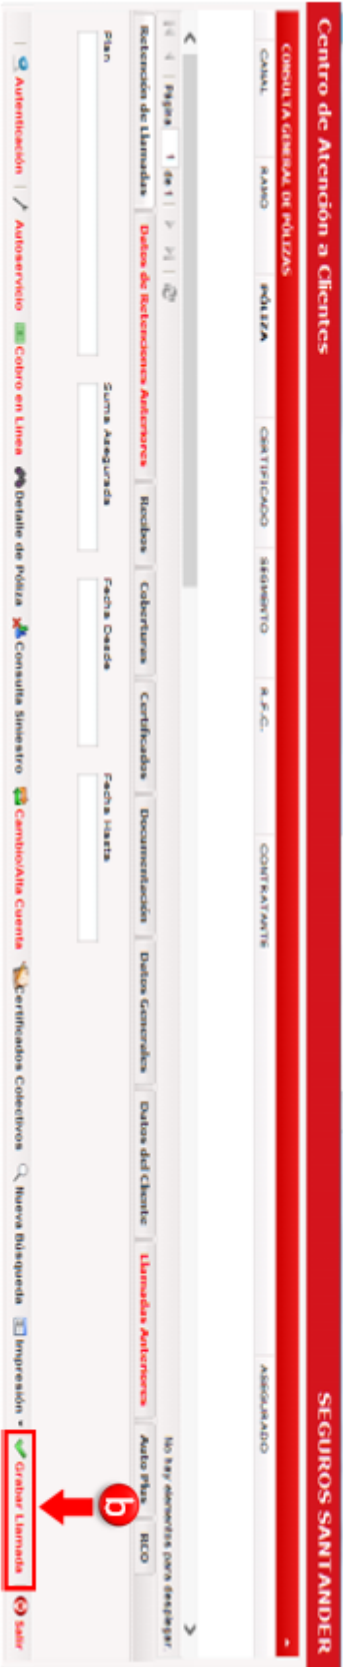 Centro de Atención a Clientes SEGUROS SANTANDER
CONSULTA GENERAL DE PÓLIZAS
CANAL RAMO PÓLIZA CERTIFICADO SEGMENTO R.F.C. CONTRATANTE ASEGURADO
Página 1 de 1 No hay elementos para desplegar
Retención de Llamadas Datos de Retenciones Anteriores Recibos Coberturas Certificados Documentación Datos Generales Datos del Cliente Llamadas Anteriores Auto Plus RCO
Plan Suma Asegurada Fecha Desde Fecha Hasta
b
Autenticación Autoservicio Cobro en Linea Detalle de Póliza Consulta Siniestro Cambio/Alta Cuenta Certificados Colectivos Nueva Búsqueda Impresión Grabar Llamada Salir